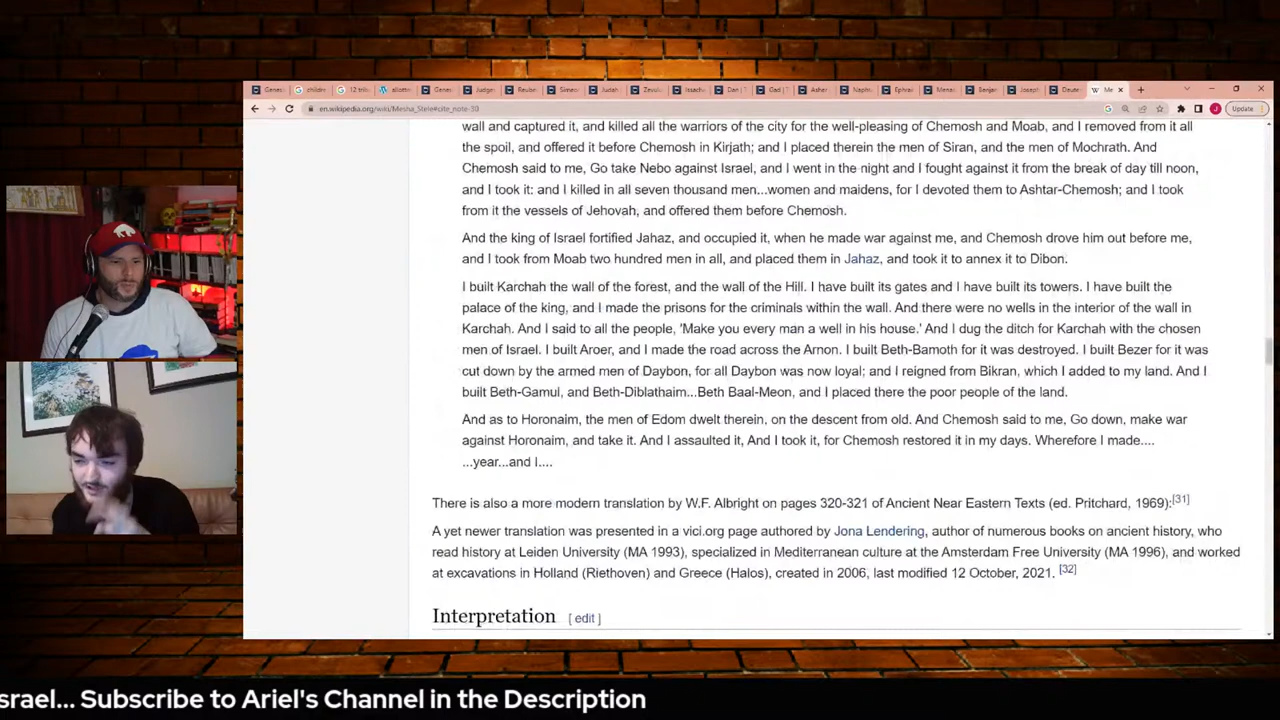 Judge
Judah
Dan
Gad
Asher
Me
Update
en.wikipedia.org/wiki/Mesha_Stele#cite_note-30
wall and captured it, and killed all the warriors of the city for the well-pleasing of Chemosh and Moab, and I removed from it all
the spoil, and offered it before Chemosh in Kirjath; and I placed therein the men of Siran, and the men of Mochrath. And
Chemosh said to me, Go take Nebo against Israel, and I went in the night and I fought against it from the break of day till noon,
and I took it: and I killed in all seven thousand men...women and maidens, for I devoted them to Ashtar-Chemosh; and I took
from it the vessels of Jehovah, and offered them before Chemosh.
And the king of Israel fortified Jahaz, and occupied it, when he made war against me, and Chemosh drove him out before me,
and I took from Moab two hundred men in all, and placed them in Jahaz, and took it to annex it to Dibon.
I built Karchah the wall of the forest, and the wall of the Hill. I have built its gates and I have built its towers. I have built the
palace of the king, and I made the prisons for the criminals within the wall. And there were no wells in the interior of the wall in
Karchah. And I said to all the people, 'Make you every man a well in his house.' And I dug the ditch for Karchah with the chosen
men of Israel. I built Aroer, and I made the road across the Arnon. I built Beth-Bamoth for it was destroyed. I built Bezer for it was
cut down by the armed men of Daybon, for all Daybon was now loyal; and I reigned from Bikran, which I added to my land. And I
built Beth-Gamul, and Beth-Diblathaim...Beth Baal-Meon, and I placed there the poor people of the land.
And as to Horonaim, the men of Edom dwelt therein, on the descent from old. And Chemosh said to me, Go down, make war
against Horonaim, and take it. And I assaulted it, And I took it, for Chemosh restored it in my days. Wherefore I made....
...year...and I....
There is also a more modern translation by W.F. Albright on pages 320-321 of Ancient Near Eastern Texts (ed. Pritchard, 1969):[31]
A yet newer translation was presented in a vici.org page authored by Jona Lendering, author of numerous books on ancient history, who
read history at Leiden University (MA 1993), specialized in Mediterranean culture at the Amsterdam Free University (MA 1996), and worked
at excavations in Holland (Riethoven) and Greece (Halos), created in 2006, last modified 12 October, 2021. [32]
Interpretation [ edit ]
srael... Subscribe to Ariel's Channel in the Description